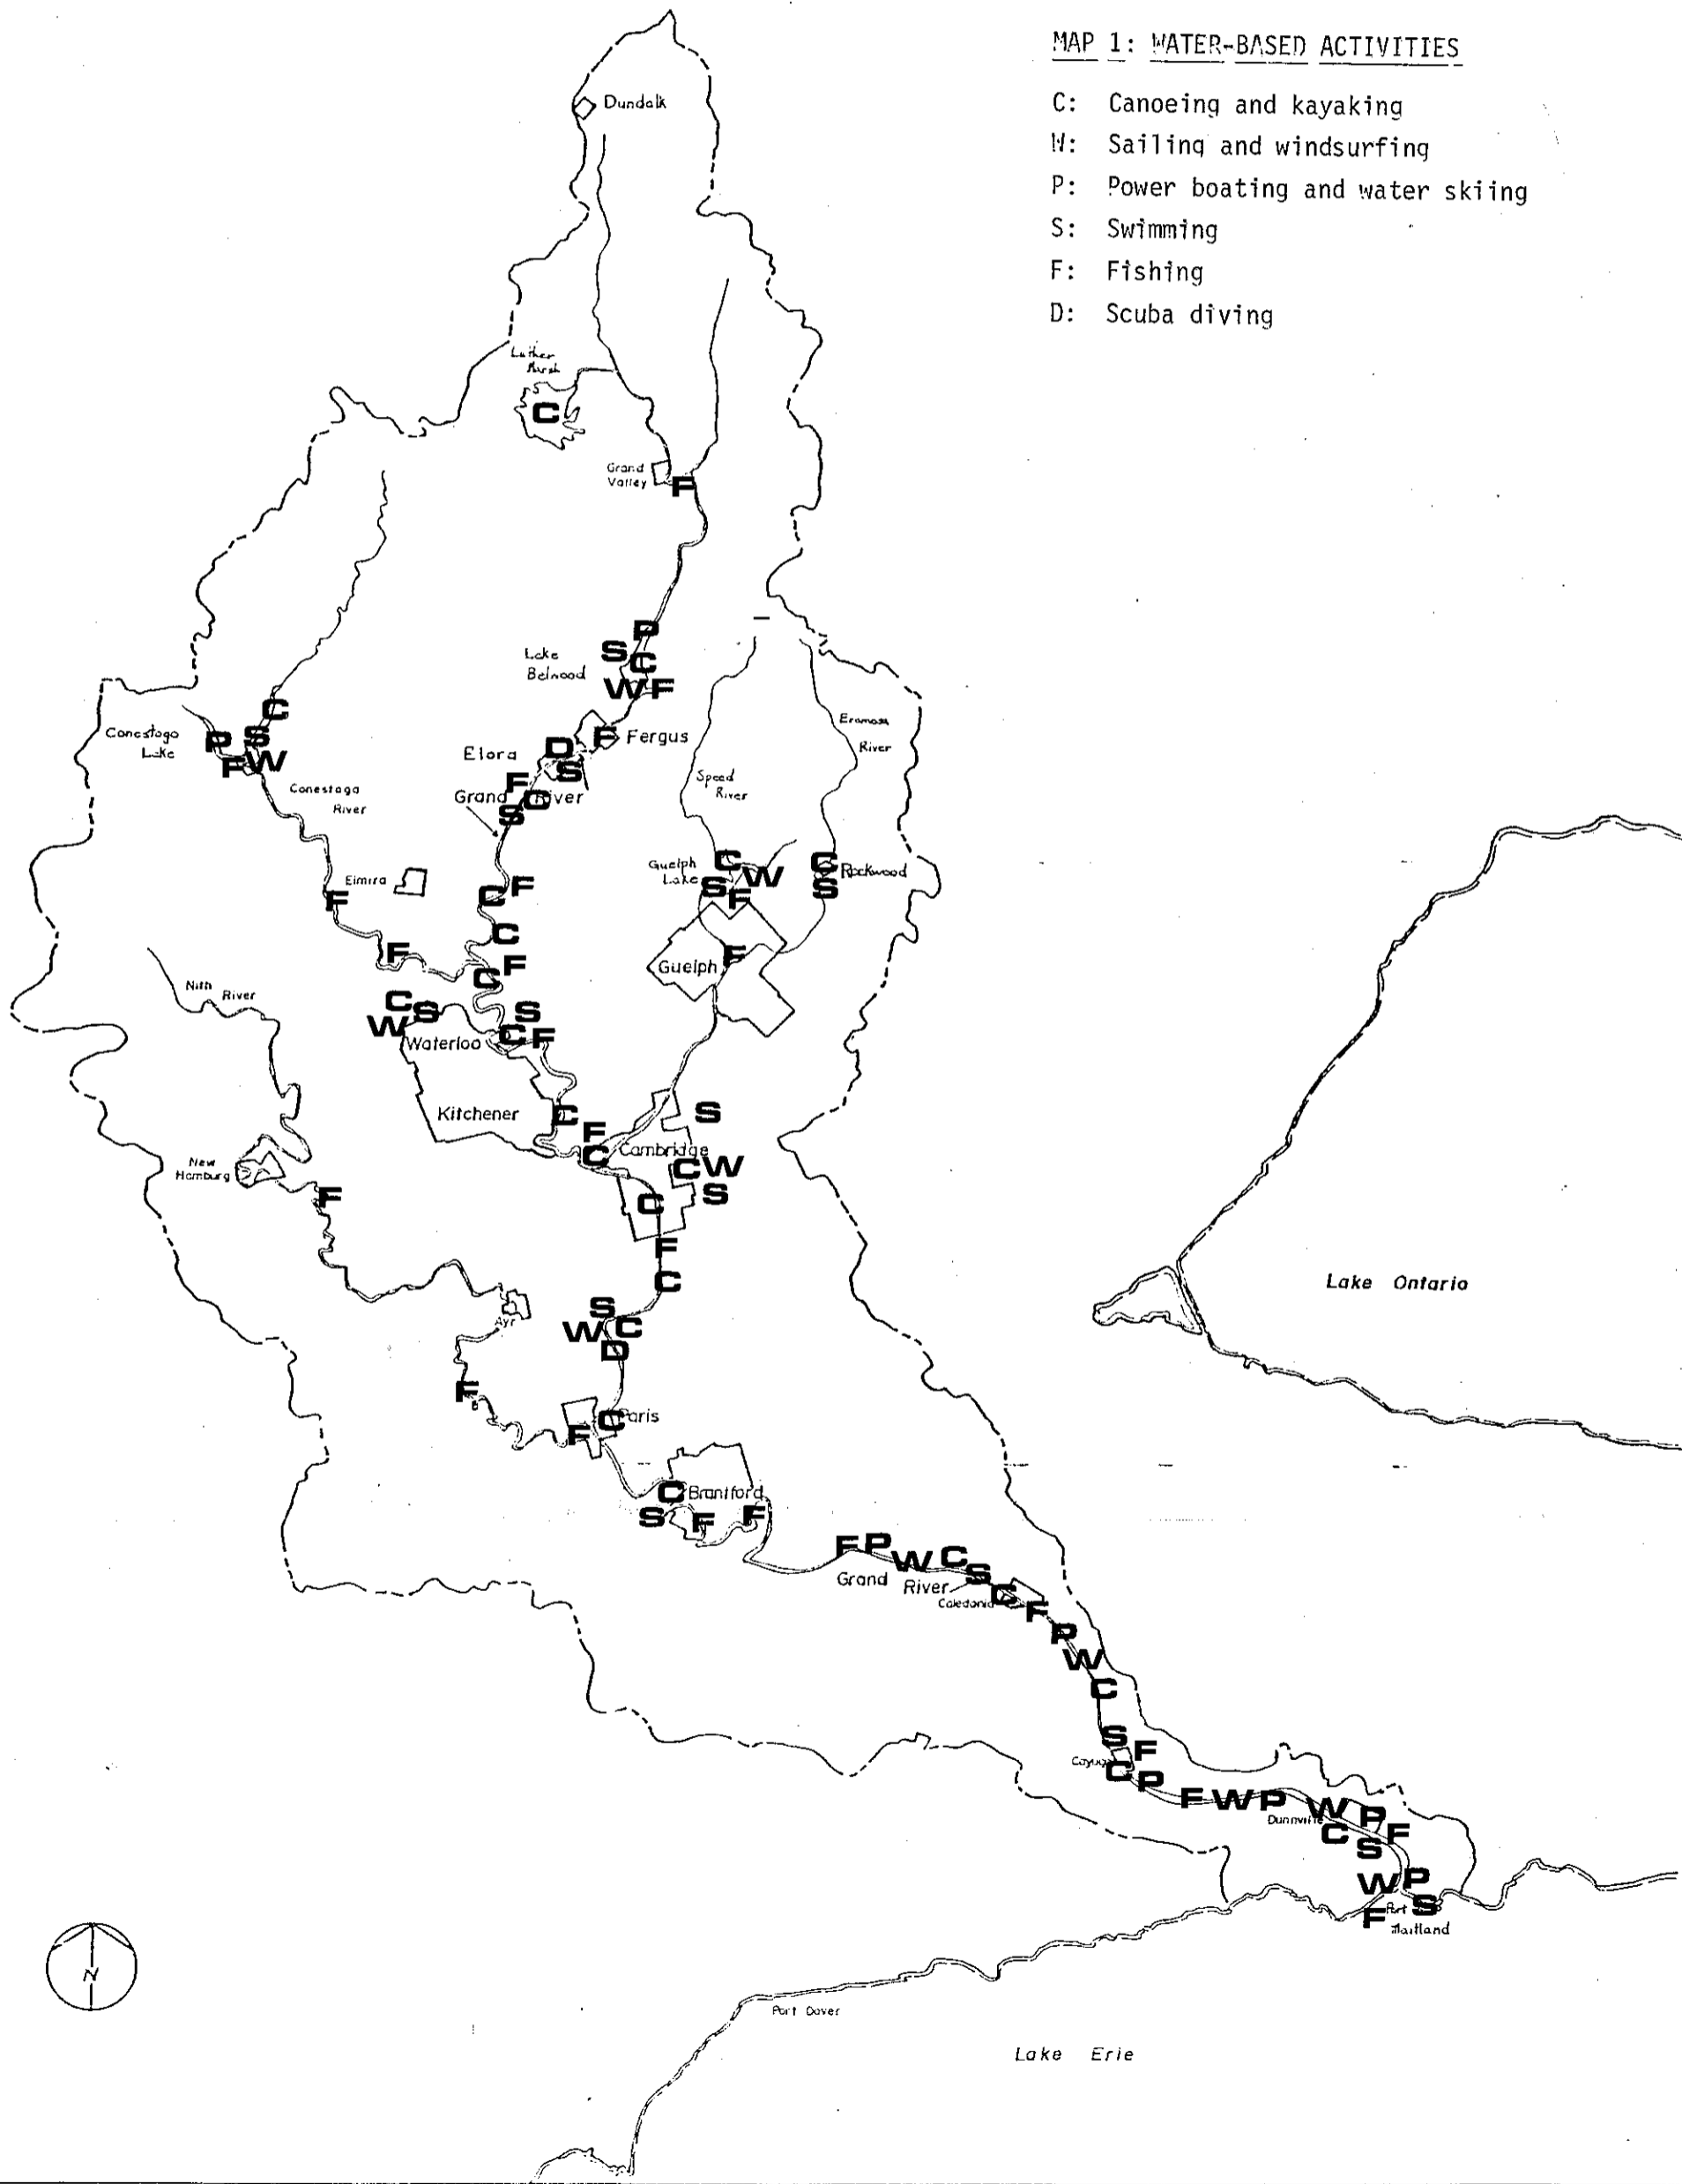 MAP 1: WATER-BASED ACTIVITIES
C: Canoeing and kayaking
W: Sailing and windsurfing
P: Power boating and water skiing
S: Swimming
F: Fishing
D: Scuba diving
Dundalk
Luther
Marsh
C
Grand
Valley
F
P
S C
Lake
Belwood
W F
C
Conestogo
Lake
P S
F W
Conestoga
River
Eramosa
River
F Fergus
Elora D
S
F
Grand River
C
S
Speed
River
Guelph
Lake
C W
S F
C Rockwood
S
Elmira
F
C F
C
F
F
C
Guelph F
Nith River
C S
W
S
C F
Waterloo
Kitchener C
F
C Cambridge
S
C W
S
C
New
Hamburg
F
F
C
Lake Ontario
Ayr
S
W C
D
F
F C Paris
C Brantford
S F F
F P W C S
Grand River
Caledonia C F
P
W
C
S F
Cayuga
C P
F W P W P
Dunnville C S F
W P
F Port S
Maitland
N
Port Dover
Lake Erie